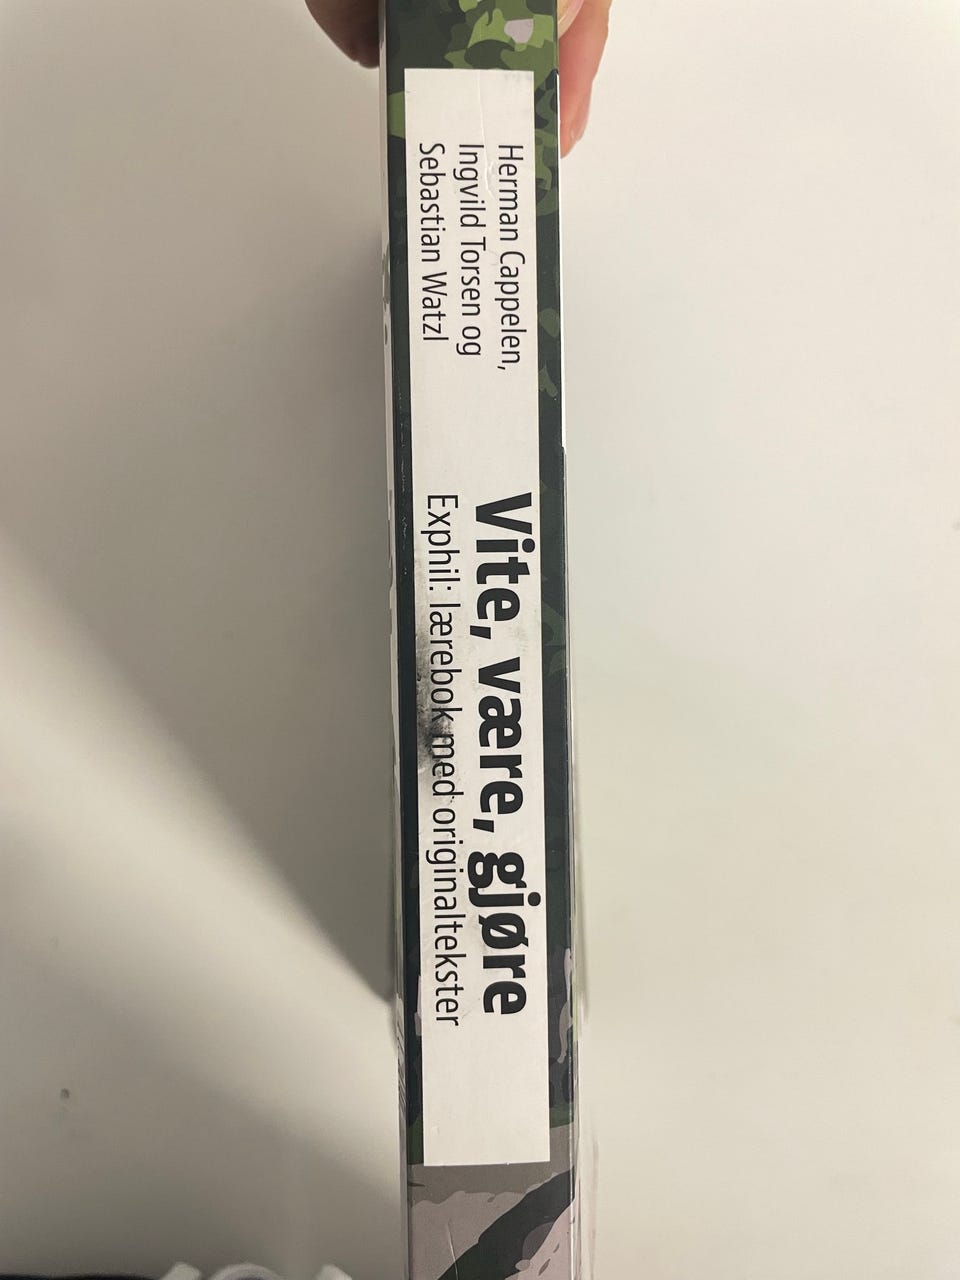 Herman Cappelen,
Ingvild Torsen og
Sebastian Watzl
Vite, være, gjøre
Exphil: lærebok med originaltekster